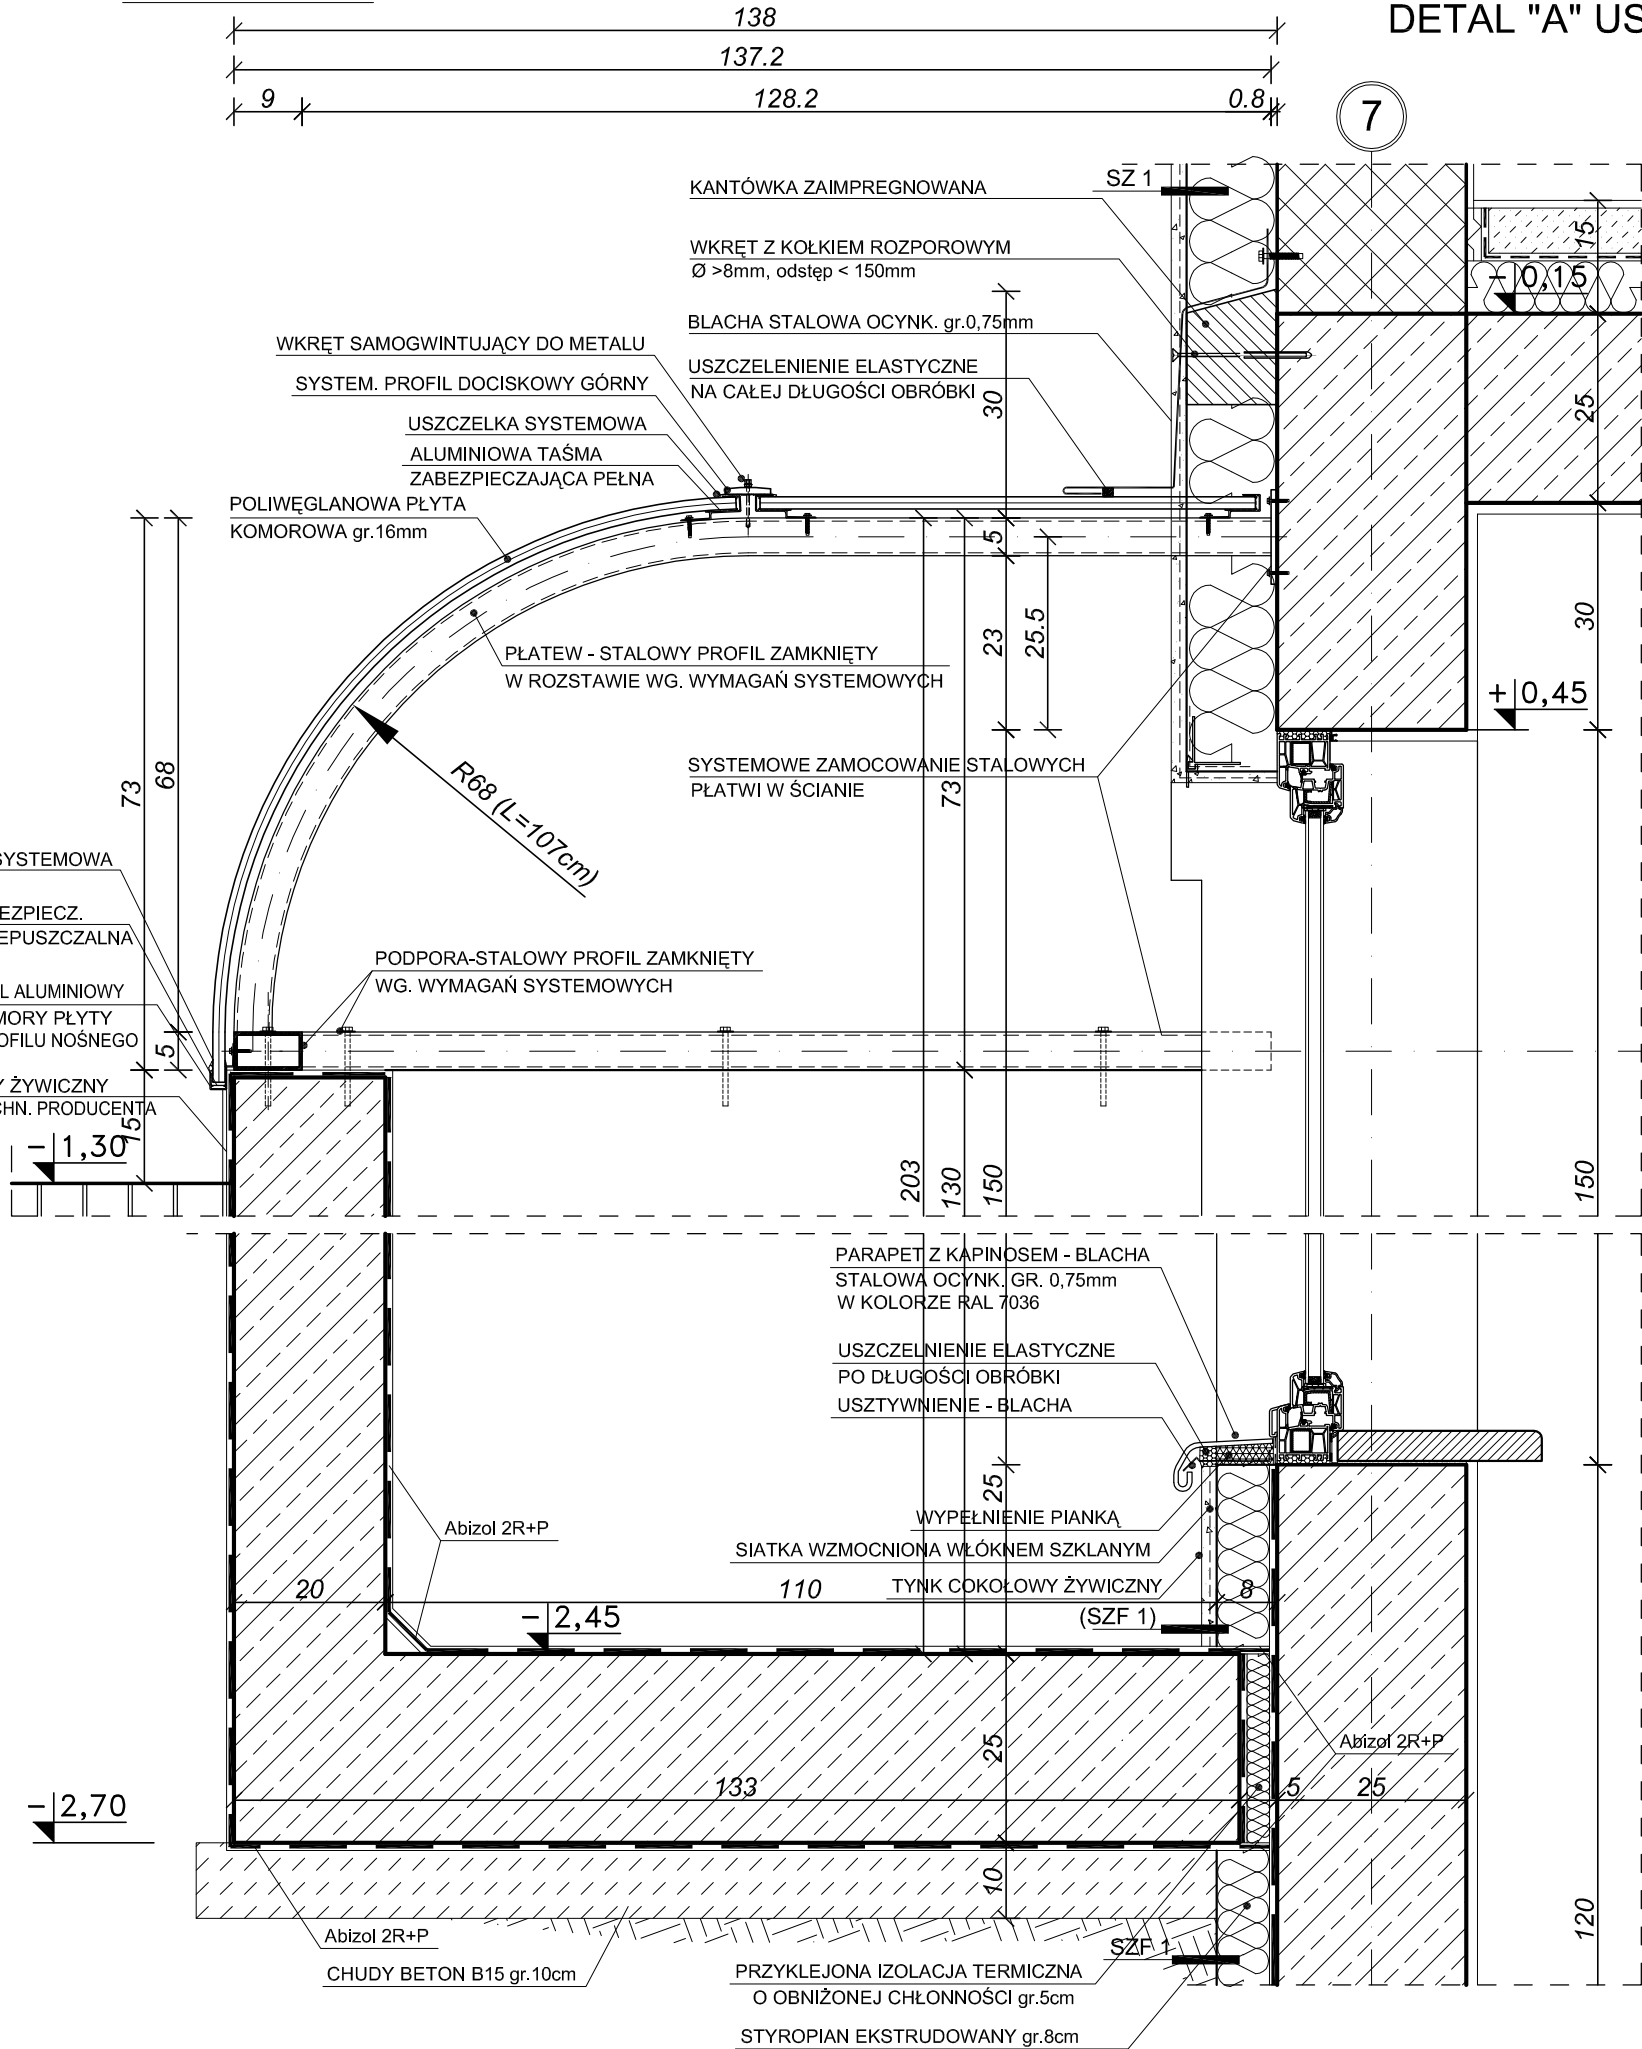 138
DETAL "A" US
137.2
9
128.2
0.8
7
KANTÓWKA ZAIMPREGNOWANA
SZ 1
WKRĘT Z KOŁKIEM ROZPOROWYM
Ø >8mm, odstęp < 150mm
15
-0,15
BLACHA STALOWA OCYNK. gr.0,75mm
WKRĘT SAMOGWINTUJĄCY DO METALU
USZCZELENIENIE ELASTYCZNE
NA CAŁEJ DŁUGOŚCI OBRÓBKI
SYSTEM. PROFIL DOCISKOWY GÓRNY
30
25
USZCZELKA SYSTEMOWA
ALUMINIOWA TAŚMA
ZABEZPIECZAJĄCA PEŁNA
POLIWĘGLANOWA PŁYTA
KOMOROWA gr.16mm
5
23
25.5
30
PŁATEW - STALOWY PROFIL ZAMKNIĘTY
W ROZSTAWIE WG. WYMAGAŃ SYSTEMOWYCH
+0,45
73
68
R68 (L=107cm)
SYSTEMOWE ZAMOCOWANIE STALOWYCH
PŁATWI W ŚCIANIE
73
SYSTEMOWA
EZPIECZ.
EPUSZCZALNA
PODPORA-STALOWY PROFIL ZAMKNIĘTY
WG. WYMAGAŃ SYSTEMOWYCH
L ALUMINIOWY
MORY PŁYTY
OFILU NOŚNEGO
5
Y ŻYWICZNY
CHN. PRODUCENTA
15
-1,30
203
130
150
150
PARAPET Z KAPINOSEM - BLACHA
STALOWA OCYNK. GR. 0,75mm
W KOLORZE RAL 7036
USZCZELNIENIE ELASTYCZNE
PO DŁUGOŚCI OBRÓBKI
USZTYWNIENIE - BLACHA
25
WYPEŁNIENIE PIANKĄ
Abizol 2R+P
SIATKA WZMOCNIONA WŁÓKNEM SZKLANYM
TYNK COKOŁOWY ŻYWICZNY
20
110
8
-2,45
(SZF 1)
25
Abizol 2R+P
133
5
25
-2,70
10
120
Abizol 2R+P
SZF 1
CHUDY BETON B15 gr.10cm
PRZYKLEJONA IZOLACJA TERMICZNA
O OBNIŻONEJ CHŁONNOŚCI gr.5cm
STYROPIAN EKSTRUDOWANY gr.8cm